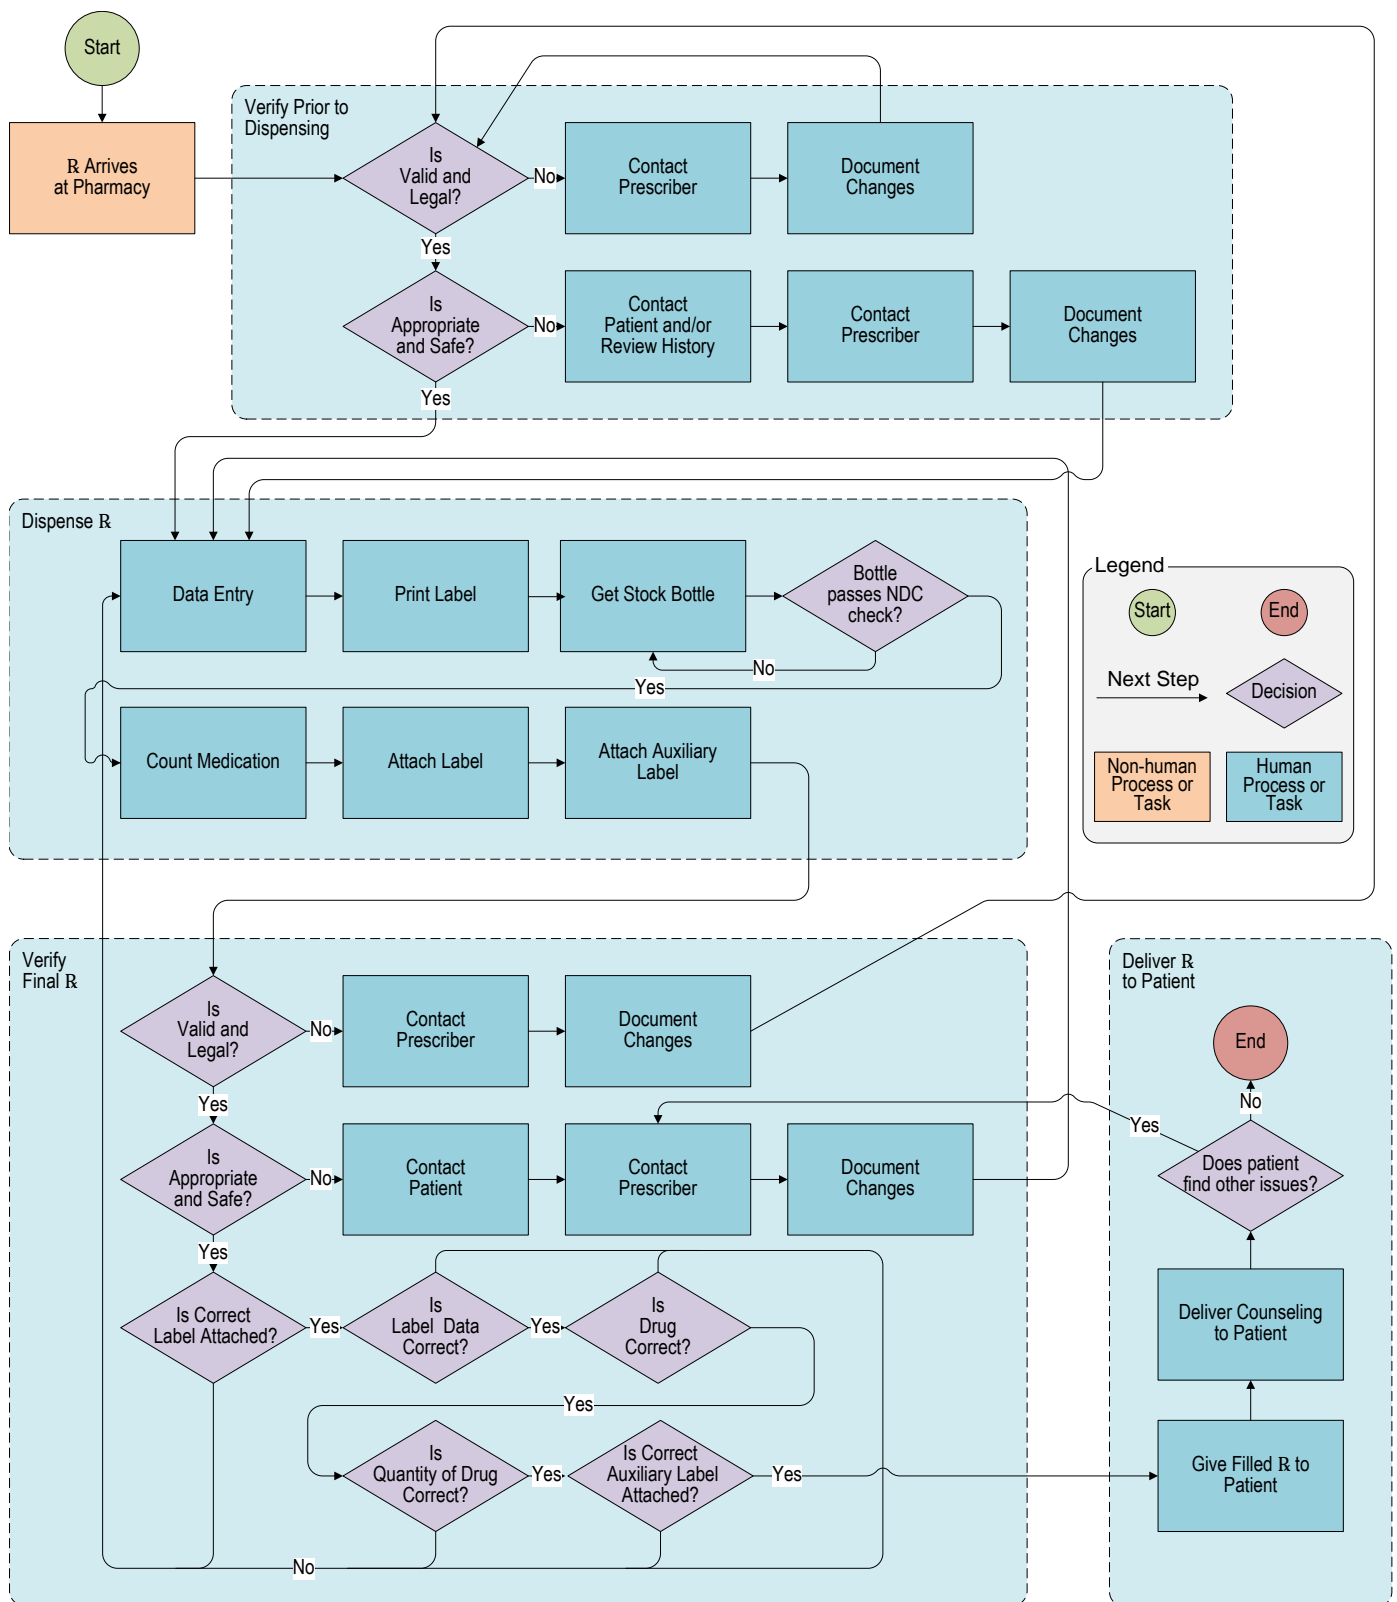 Start
℞ Arrives
at Pharmacy
Verify Prior to
Dispensing
Is
Valid and
Legal?
No
Contact
Prescriber
Document
Changes
Yes
Is
Appropriate
and Safe?
No
Contact
Patient and/or
Review History
Contact
Prescriber
Document
Changes
Yes
Dispense ℞
Data Entry
Print Label
Get Stock Bottle
Bottle
passes NDC
check?
No
Yes
Count Medication
Attach Label
Attach Auxiliary
Label
Legend
Start
End
Next Step
Decision
Non-human
Process or
Task
Human
Process or
Task
Verify
Final ℞
Is
Valid and
Legal?
No
Contact
Prescriber
Document
Changes
Yes
Is
Appropriate
and Safe?
No
Contact
Patient
Contact
Prescriber
Document
Changes
Yes
Is Correct
Label Attached?
Yes
Is
Label Data
Correct?
Yes
Is
Drug
Correct?
Yes
Is
Quantity of Drug
Correct?
Yes
Is Correct
Auxiliary Label
Attached?
Yes
No
Deliver ℞
to Patient
End
No
Yes
Does patient
find other issues?
Deliver Counseling
to Patient
Give Filled ℞ to
Patient